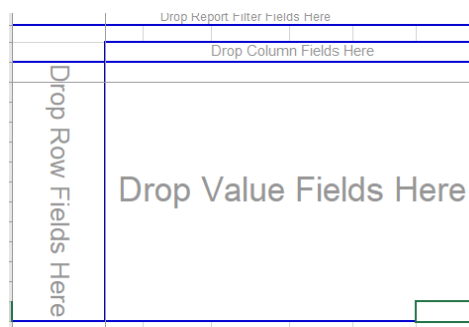 Drop Report Filter Fields Here
Drop Column Fields Here
Drop Row Fields Here
Drop Value Fields Here